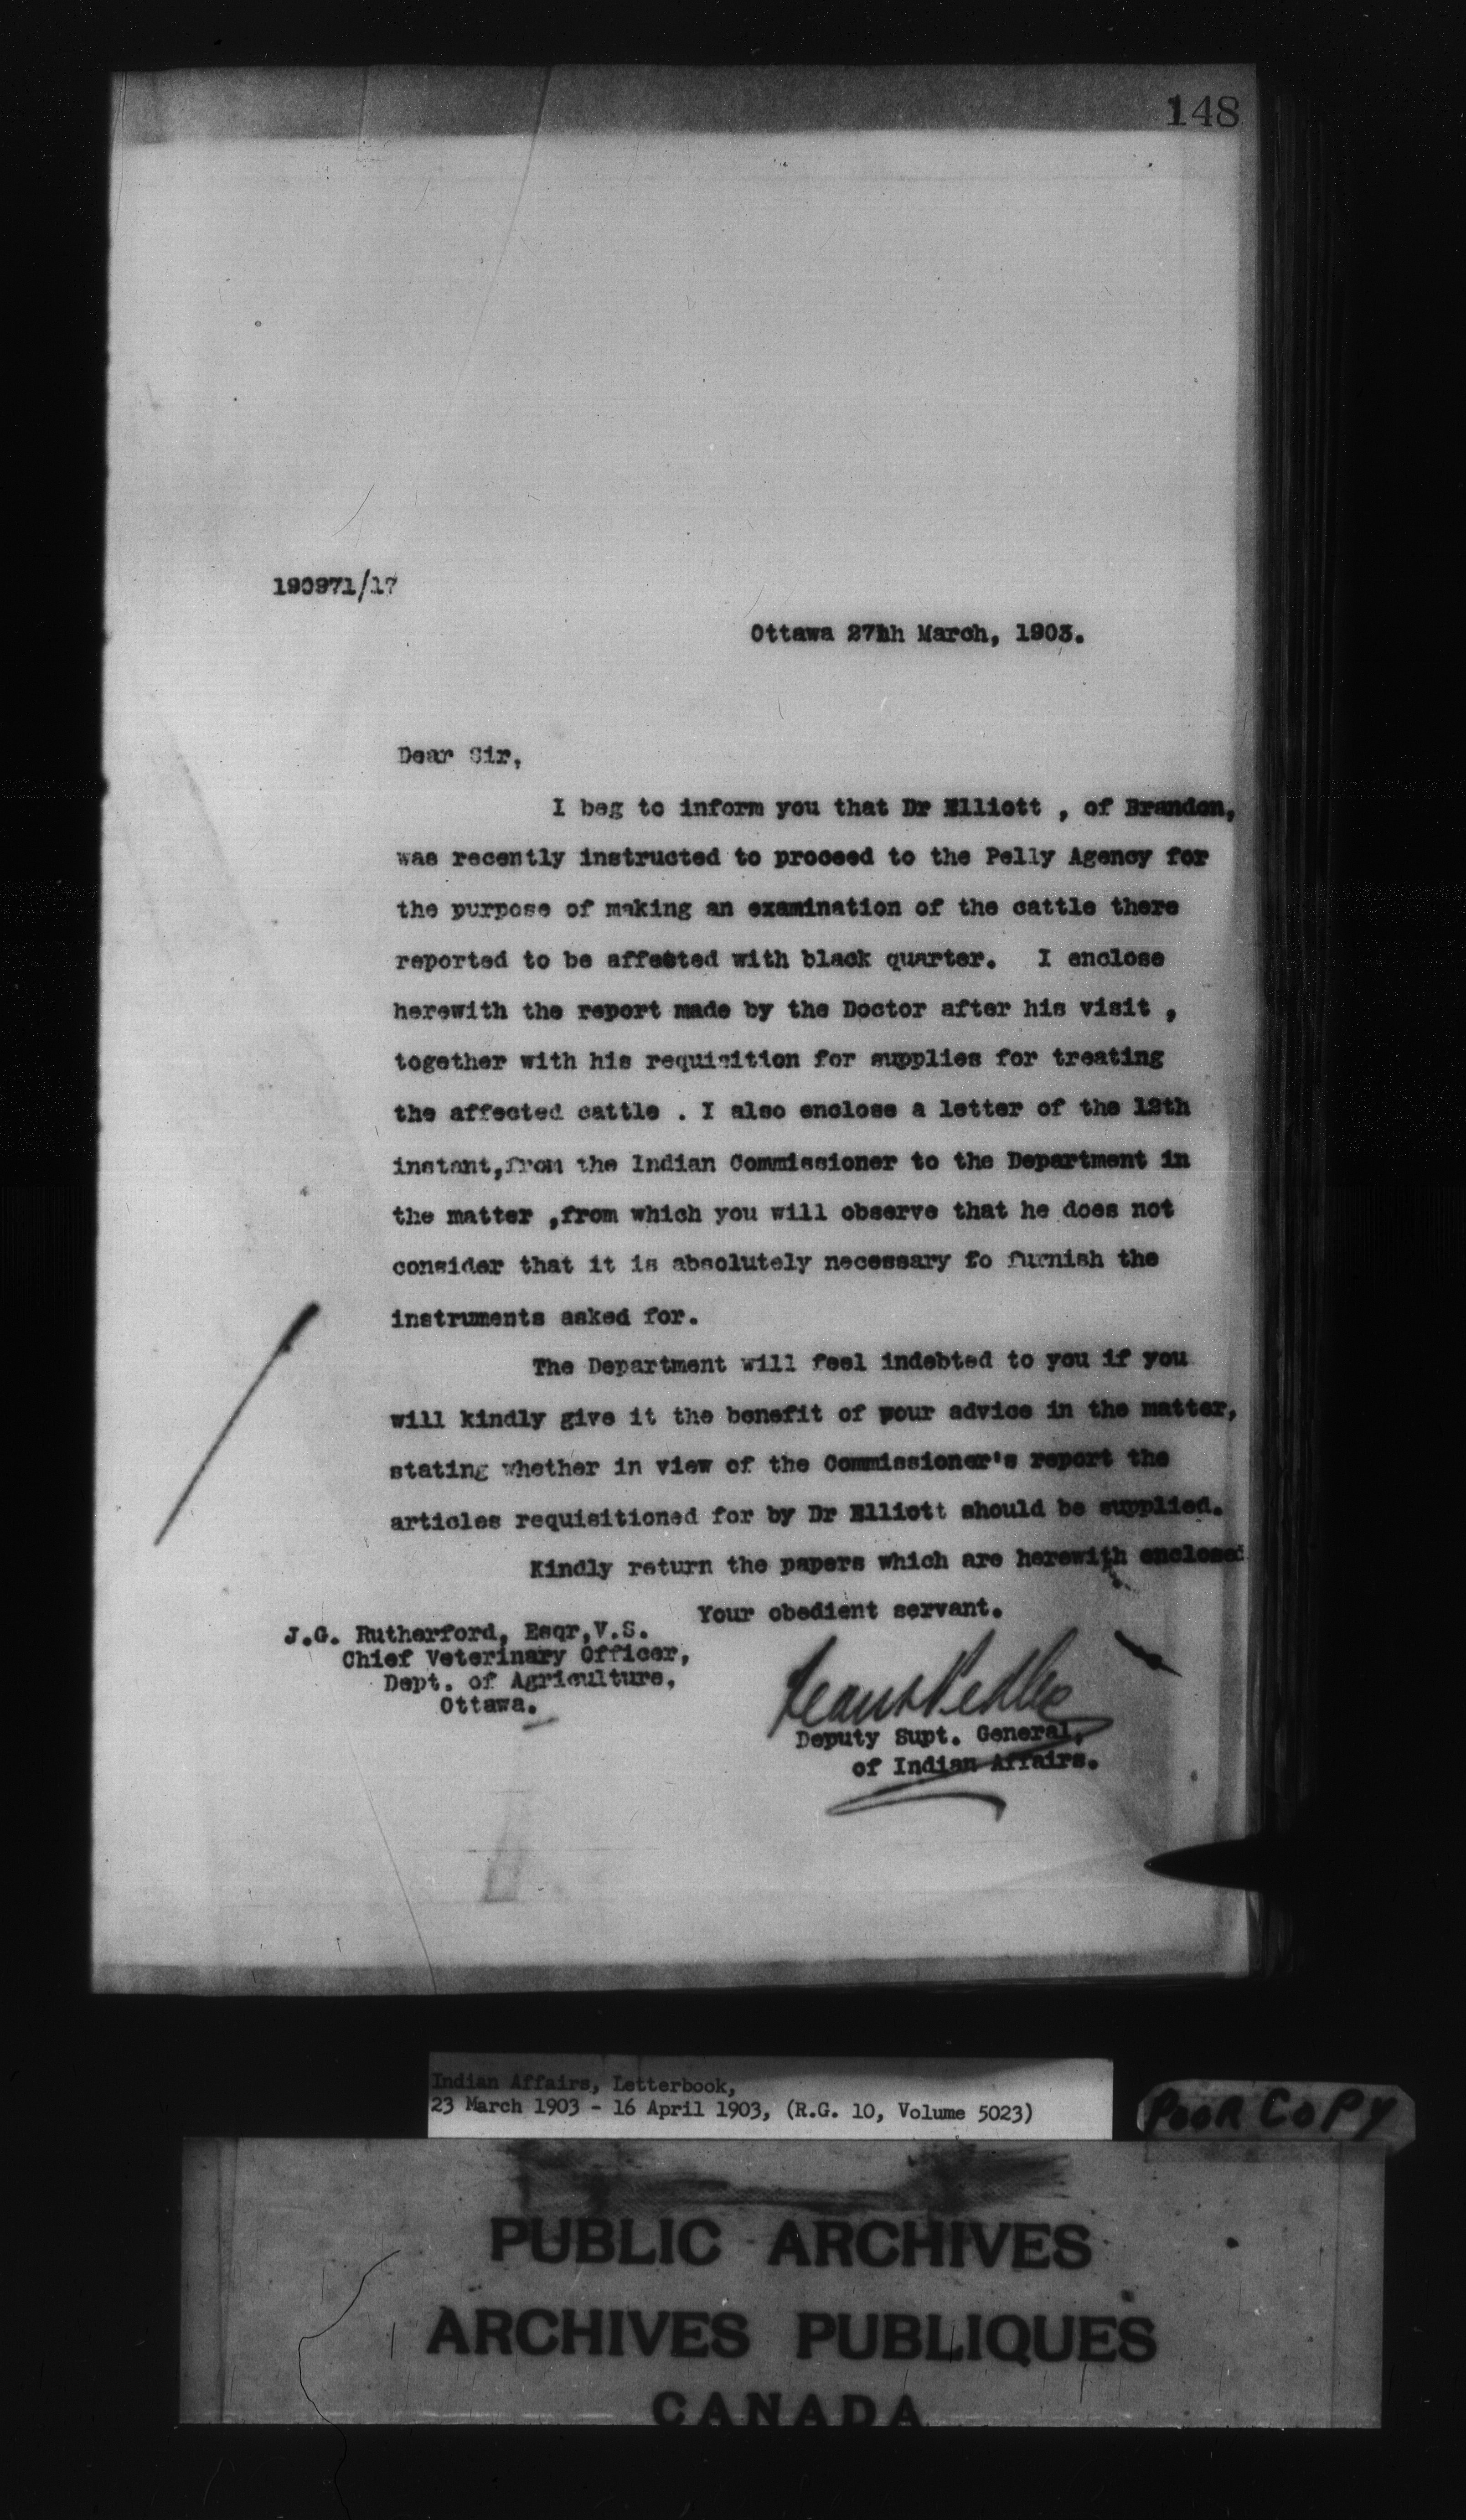 148
190971/17
Ottawa 27th March, 1903.
Dear Sir,
I beg to inform you that Dr Elliott , of Brandon,
was recently instructed to proceed to the Pelly Agency for
the purpose of making an examination of the cattle there
reported to be affected with black quarter. I enclose
herewith the report made by the Doctor after his visit ,
together with his requisition for supplies for treating
the affected cattle . I also enclose a letter of the 12th
instant,from the Indian Commissioner to the Department in
the matter ,from which you will observe that he does not
consider that it is absolutely necessary to furnish the
instruments asked for.
The Department will feel indebted to you if you
will kindly give it the benefit of your advice in the matter,
stating whether in view of the Commissioner's report the
articles requisitioned for by Dr Elliott should be supplied.
Kindly return the papers which are herewith enclosed
Your obedient servant.
J.G. Rutherford, Esqr,V.S.
Chief Veterinary Officer,
Dept. of Agriculture,
Ottawa.
Deputy Supt. General,
of Indian Affairs.
Indian Affairs, Letterbook,
23 March 1903 - 16 April 1903, (R.G. 10, Volume 5023)
POOR COPY
PUBLIC ARCHIVES
ARCHIVES PUBLIQUES
CANADA